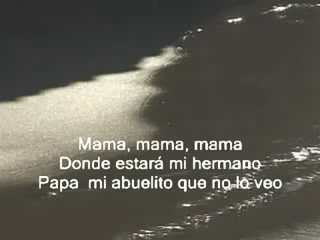 Mama, mama, mama
Donde estará mi hermano
Papa  mi abuelito que no lo veo